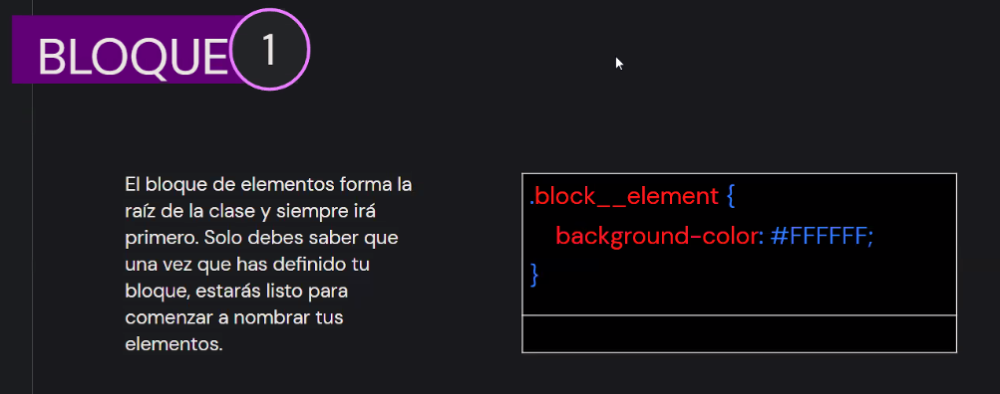 BLOQUE 1
El bloque de elementos forma la
raíz de la clase y siempre irá
primero. Solo debes saber que
una vez que has definido tu
bloque, estarás listo para
comenzar a nombrar tus
elementos.
.block__element {
background-color: #FFFFFF;
}